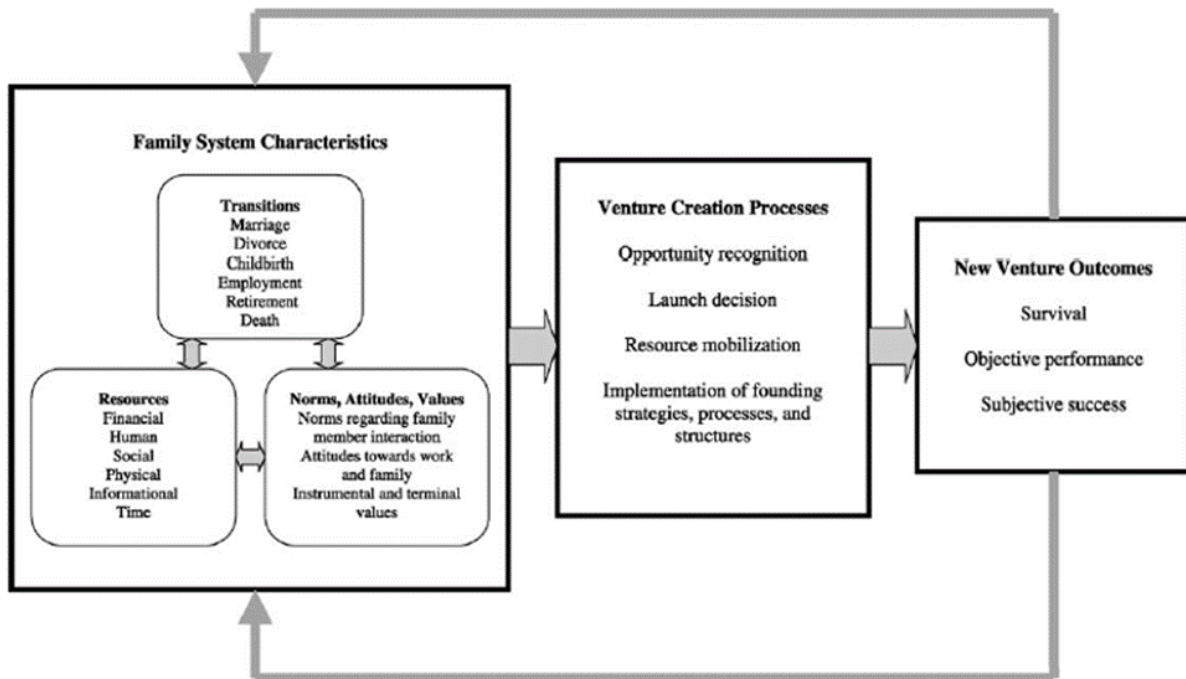 Family System Characteristics
Transitions
Marriage
Divorce
Childbirth
Employment
Retirement
Death
Resources
Financial
Human
Social
Physical
Informational
Time
Norms, Attitudes, Values
Norms regarding family
member interaction
Attitudes towards work
and family
Instrumental and terminal
values
Venture Creation Processes
Opportunity recognition
Launch decision
Resource mobilization
Implementation of founding
strategies, processes, and
structures
New Venture Outcomes
Survival
Objective performance
Subjective success